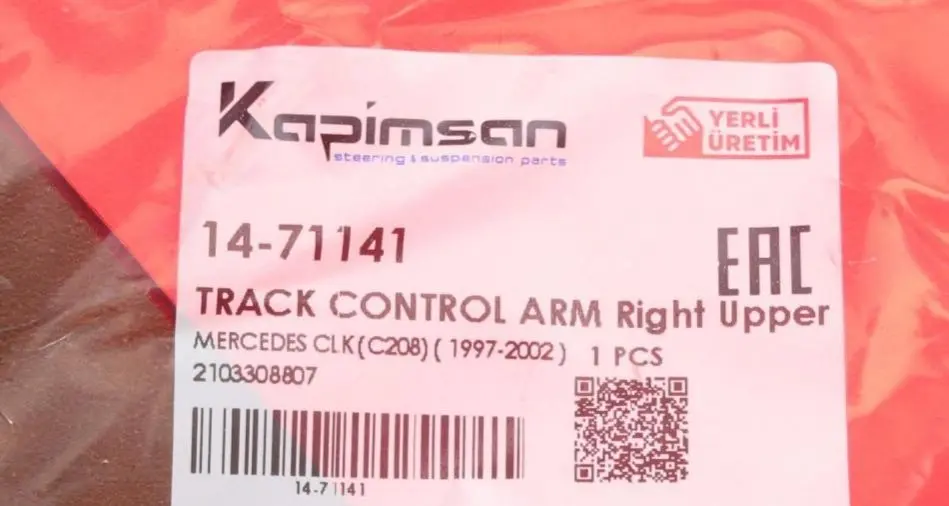 Kapimsan
steering & suspension parts
YERLİ
ÜRETİM
14-71141
EAC
TRACK CONTROL ARM Right Upper
MERCEDES CLK(C208) ( 1997-2002 ) 1 PCS
2103308807
14-71141